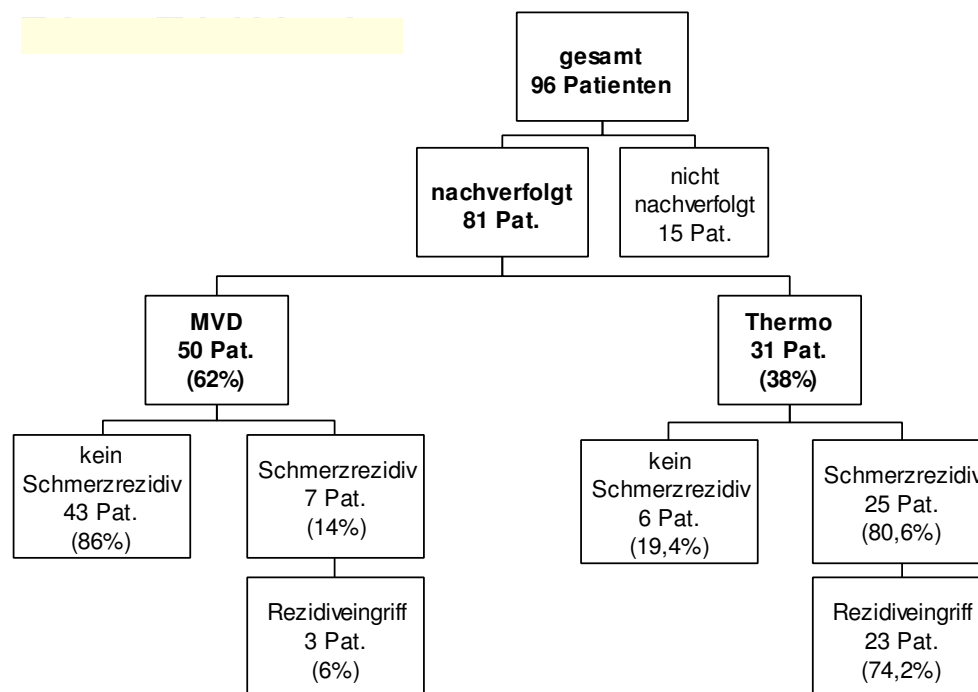 gesamt
96 Patienten
nachverfolgt
81 Pat.
nicht
nachverfolgt
15 Pat.
MVD
50 Pat.
(62%)
Thermo
31 Pat.
(38%)
kein
Schmerzrezidiv
43 Pat.
(86%)
Schmerzrezidiv
7 Pat.
(14%)
kein
Schmerzrezidiv
6 Pat.
(19,4%)
Schmerzrezidiv
25 Pat.
(80,6%)
Rezidiveingriff
3 Pat.
(6%)
Rezidiveingriff
23 Pat.
(74,2%)